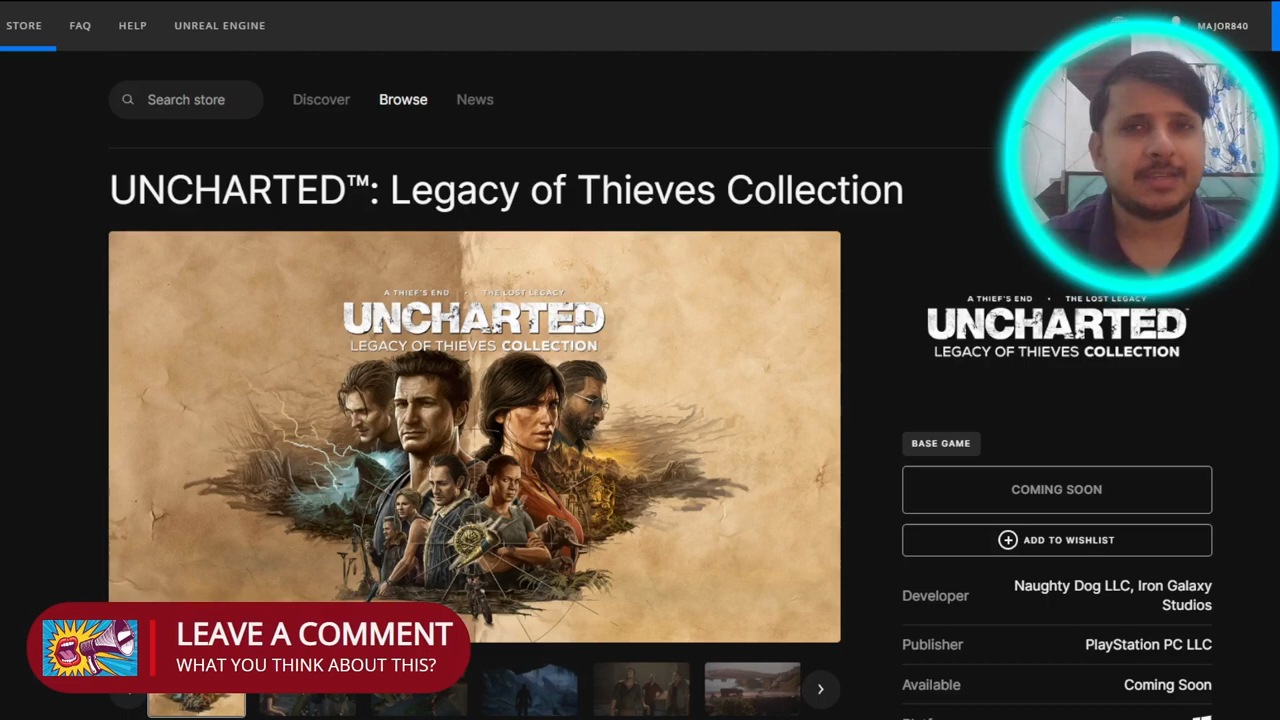 STORE
FAQ
HELP
UNREAL ENGINE
MAJOR840
Search store
Discover
Browse
News
UNCHARTED™: Legacy of Thieves Collection
A THIEF'S END • THE LOST LEGACY
UNCHARTED
LEGACY OF THIEVES COLLECTION
A THIEF'S END • THE LOST LEGACY
UNCHARTED™
LEGACY OF THIEVES COLLECTION
BASE GAME
COMING SOON
ADD TO WISHLIST
Developer
Naughty Dog LLC, Iron Galaxy
Studios
Publisher
PlayStation PC LLC
Available
Coming Soon
LEAVE A COMMENT
WHAT YOU THINK ABOUT THIS?